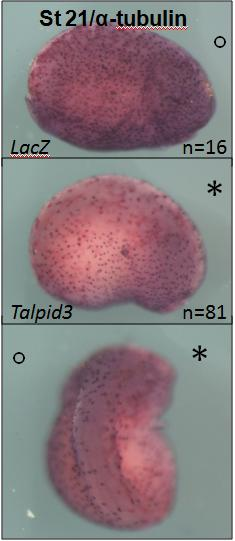 St 21/α-tubulin
LacZ
n=16
*
Talpid3
n=81
*